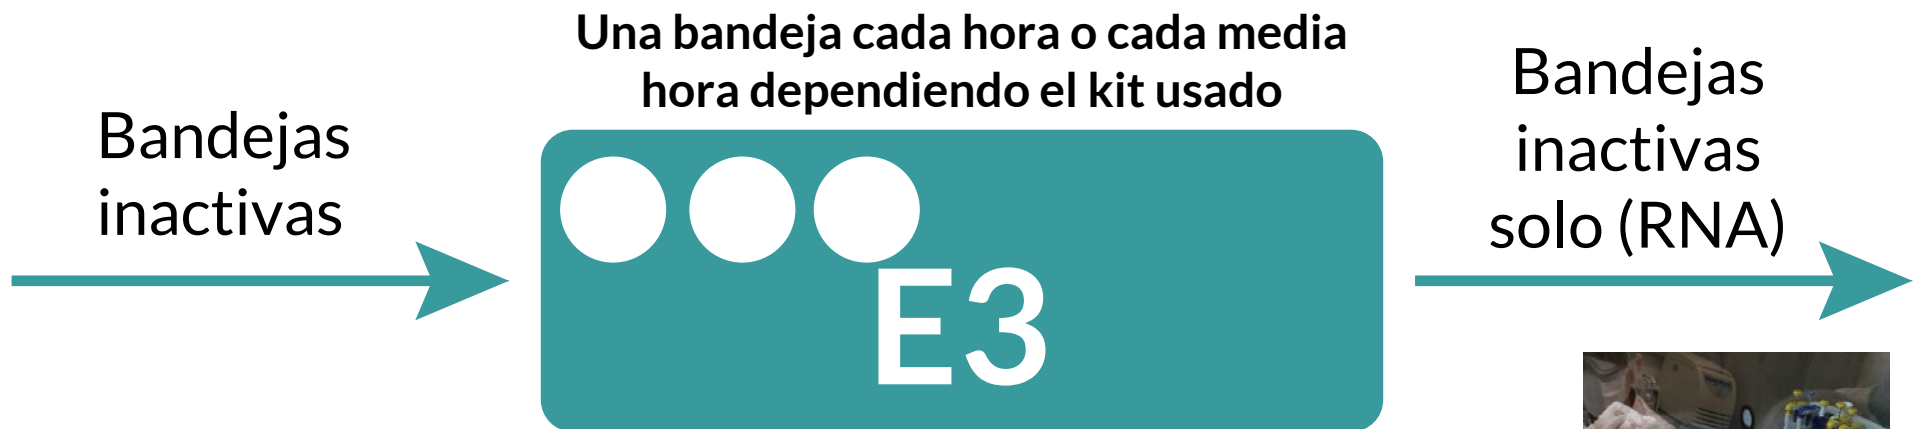 Una bandeja cada hora o cada media
hora dependiendo el kit usado
Bandejas
inactivas
E3
Bandejas
inactivas
solo (RNA)